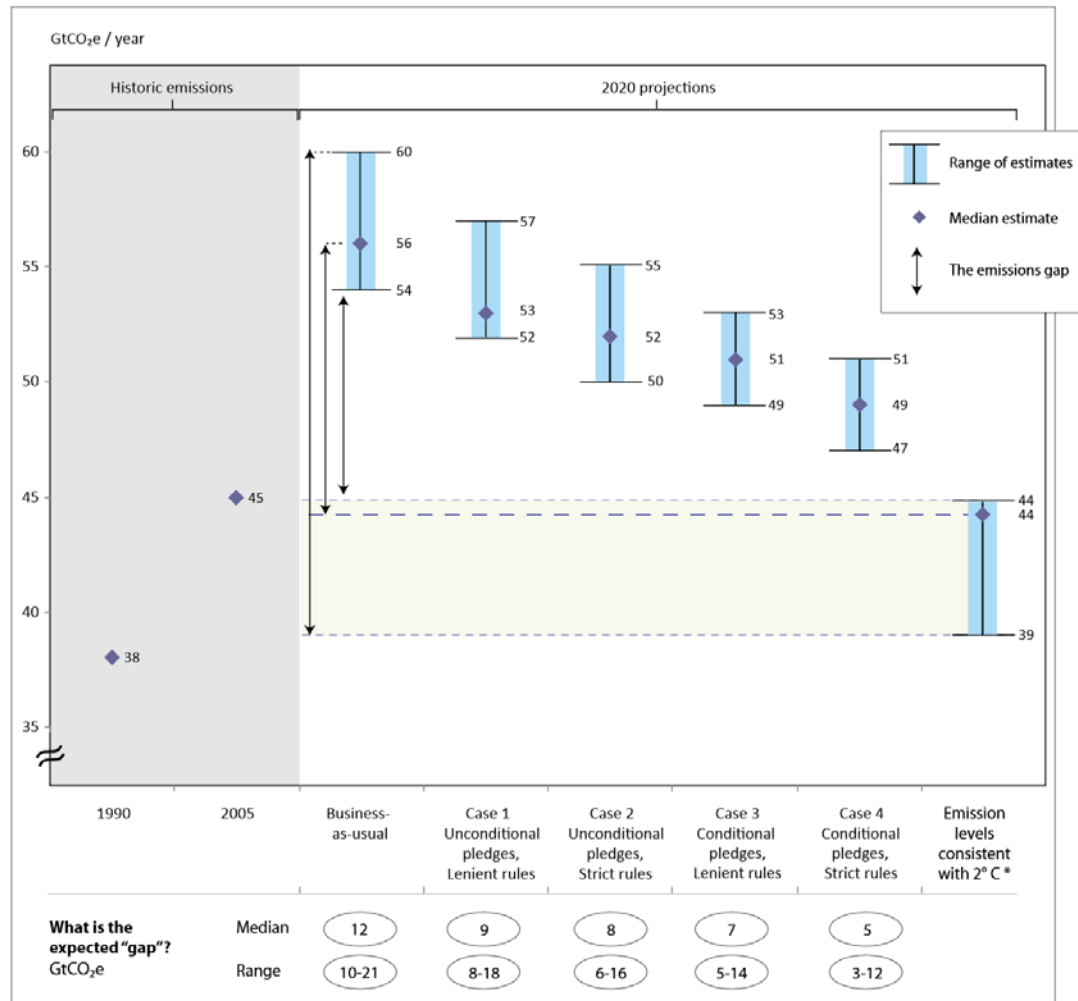 GtCO₂e / year
Historic emissions
2020 projections
60
55
50
45
40
35
38
45
60
56
54
57
53
52
55
52
50
53
51
49
51
49
47
44
44
39
Range of estimates
Median estimate
The emissions gap
1990
2005
Business-
as-usual
Case 1
Unconditional
pledges,
Lenient rules
Case 2
Unconditional
pledges,
Strict rules
Case 3
Conditional
pledges,
Lenient rules
Case 4
Conditional
pledges,
Strict rules
Emission
levels
consistent
with 2° C *
What is the
expected “gap”?
GtCO₂e
Median
12
9
8
7
5
Range
10-21
8-18
6-16
5-14
3-12